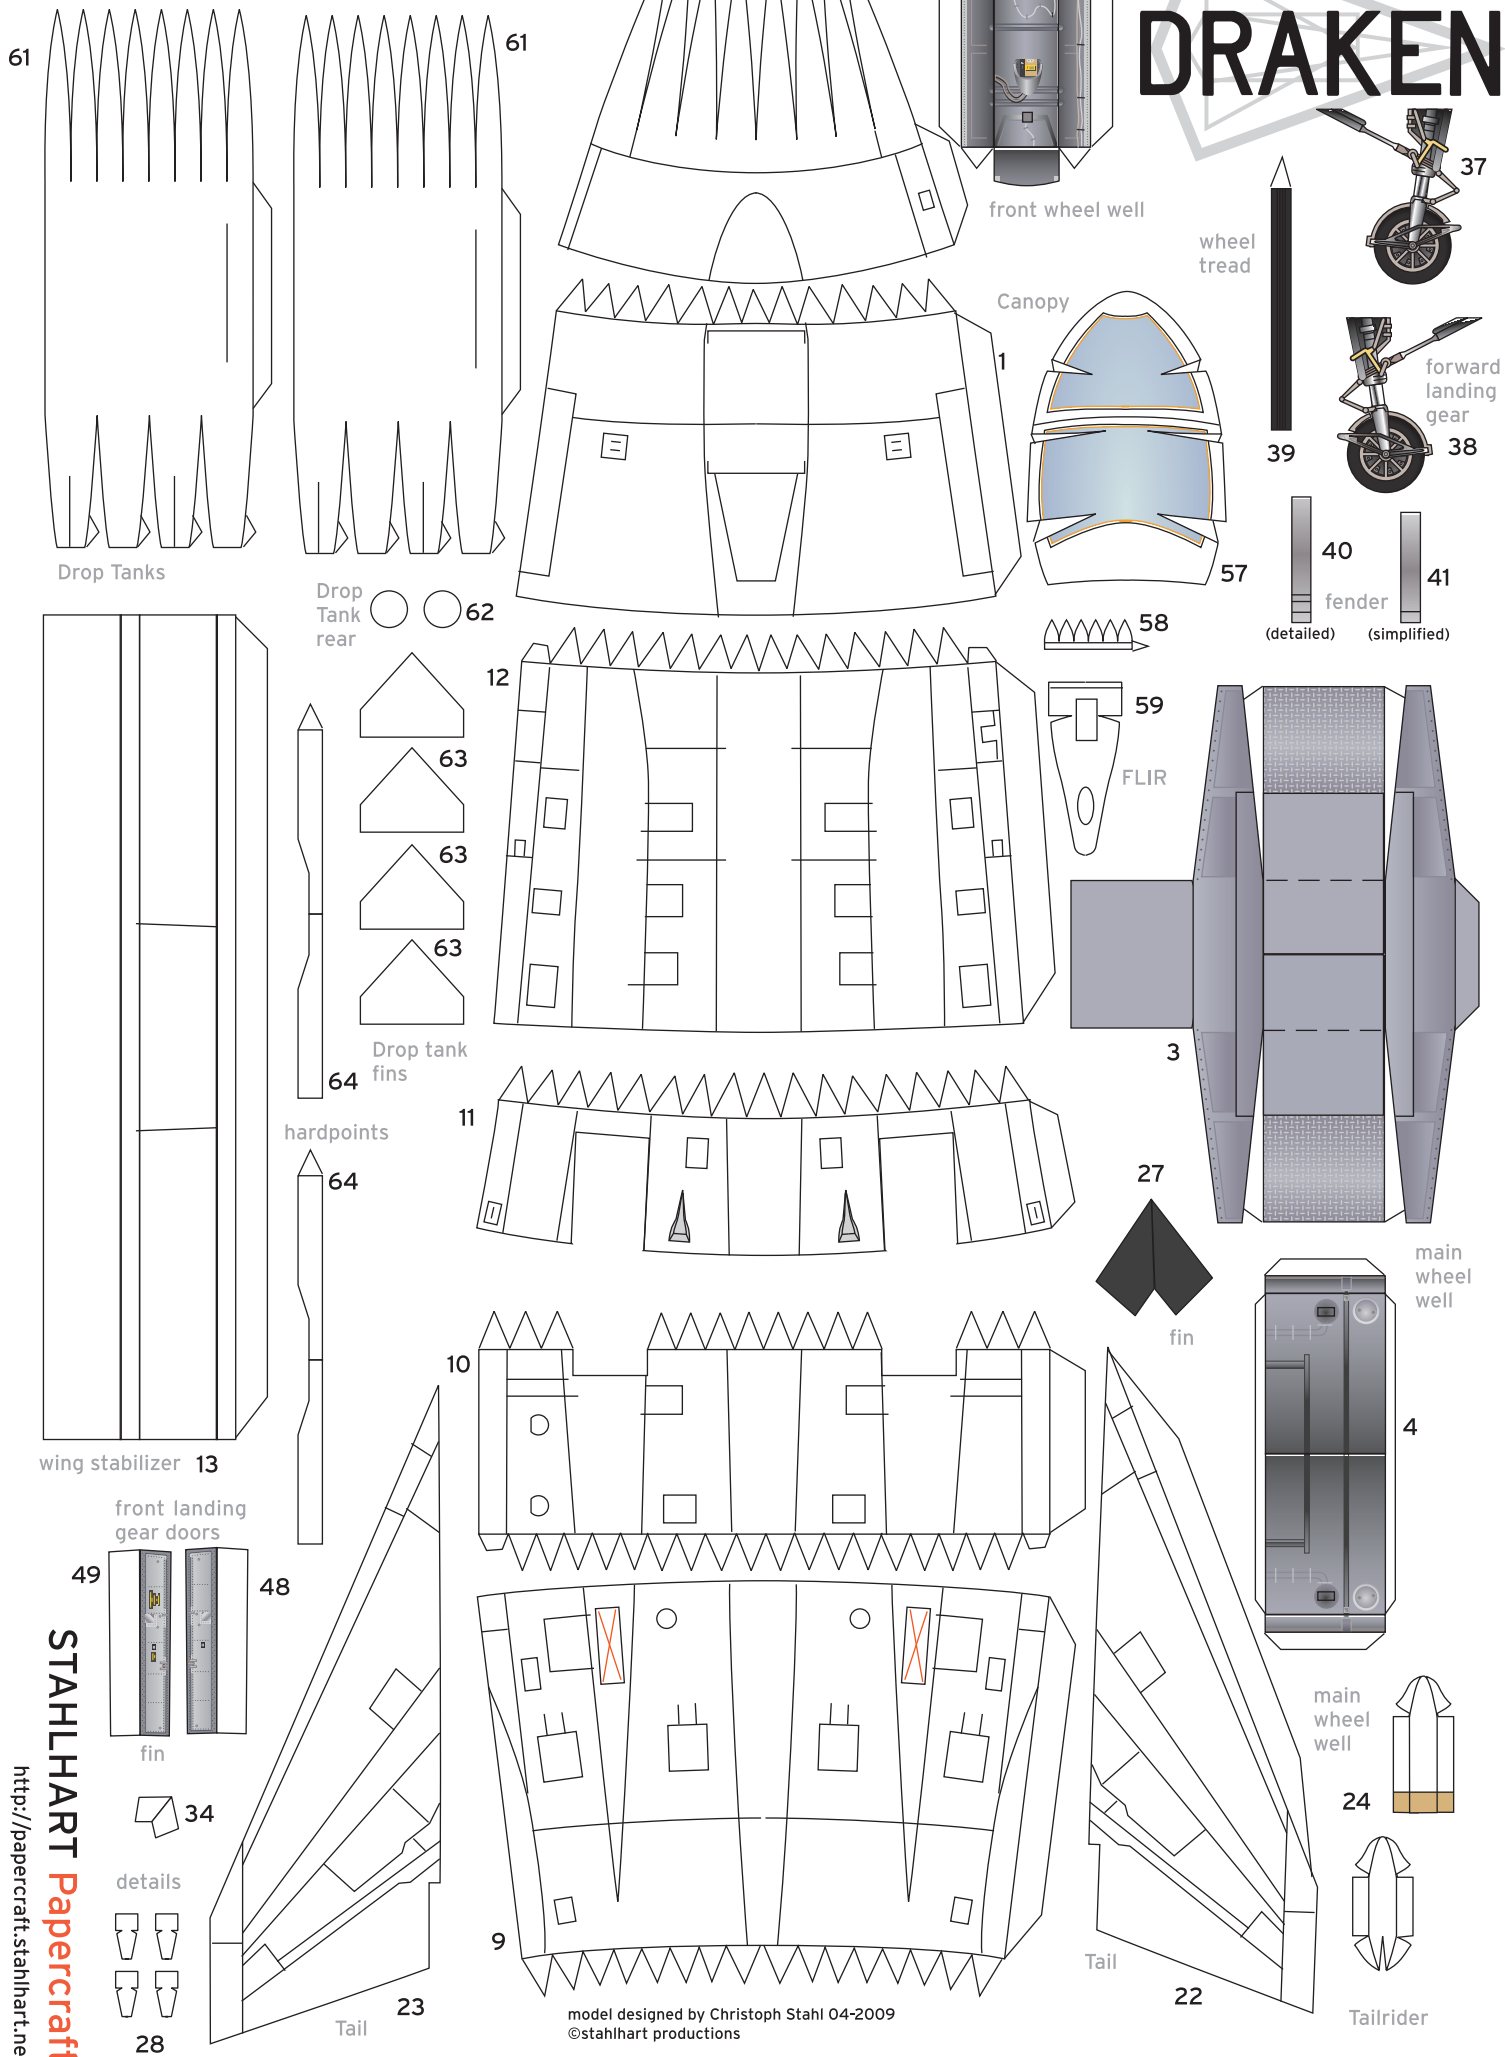 DRAKEN
61
61
37
front wheel well
wheel
tread
Canopy
1
forward
landing
gear
38
39
40
41
57
fender
(detailed)
(simplified)
Drop Tanks
Drop
Tank
rear
62
58
12
59
FLIR
63
63
63
Drop tank
fins
64
3
11
hardpoints
64
27
main
wheel
well
fin
10
4
wing stabilizer 13
front landing
gear doors
49
48
fin
34
main
wheel
well
24
details
28
23
Tail
9
Tail
22
Tailrider
model designed by Christoph Stahl 04-2009
©stahlhart productions
STAHLHART Papercraft
http://papercraft.stahlhart.ne